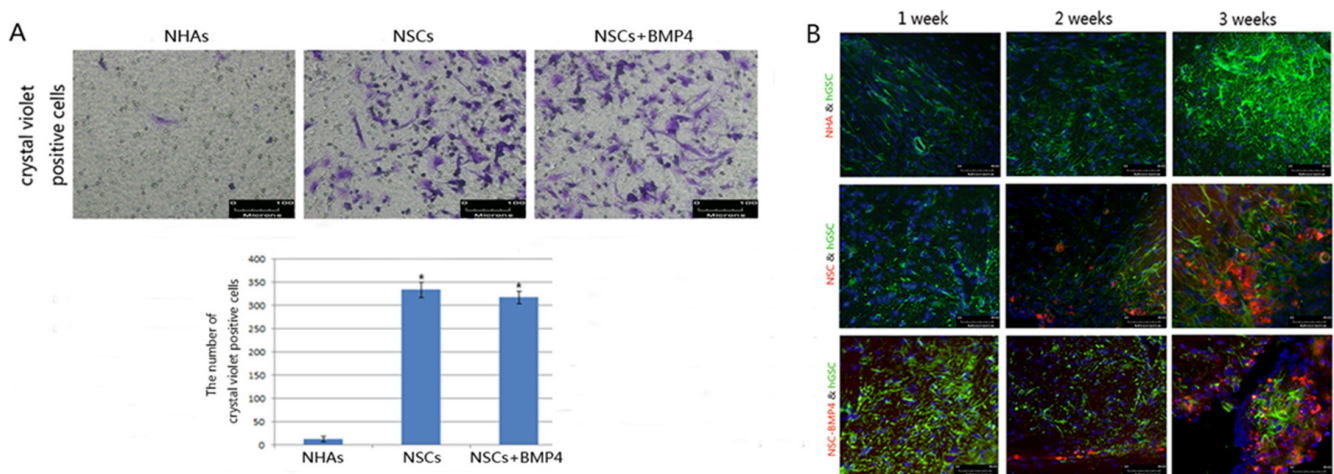 A
NHAs
NSCs
NSCs+BMP4
crystal violet
positive cells
0 100
Microns
0 100
Microns
0 100
Microns
The number of
crystal violet positive cells
400
350
300
250
200
150
100
50
0
*
*
NHAs
NSCs
NSCs+BMP4
B
1 week
2 weeks
3 weeks
NHA & hGSC
NSC & hGSC
NSC-BMP4 & hGSC